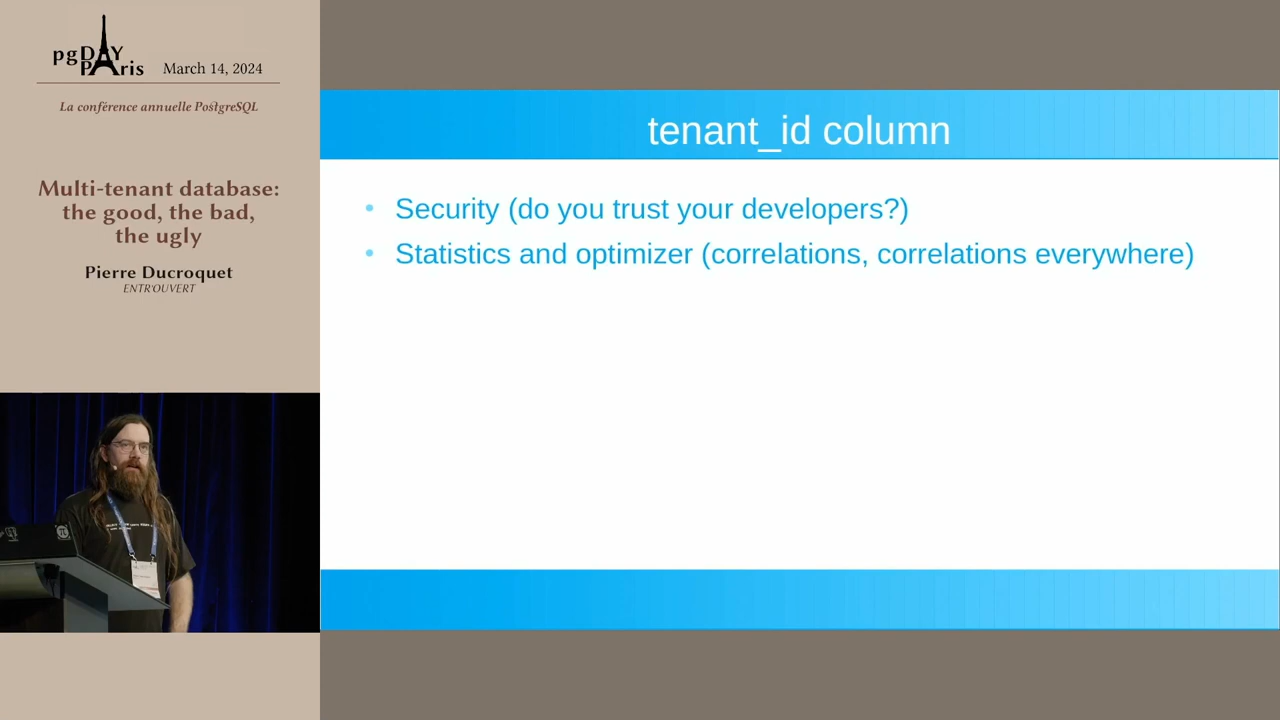 pgDAY
PAris
March 14, 2024
La conférence annuelle PostgreSQL
Multi-tenant database:
the good, the bad,
the ugly
Pierre Ducroquet
ENTR'OUVERT
tenant_id column
• Security (do you trust your developers?)
• Statistics and optimizer (correlations, correlations everywhere)